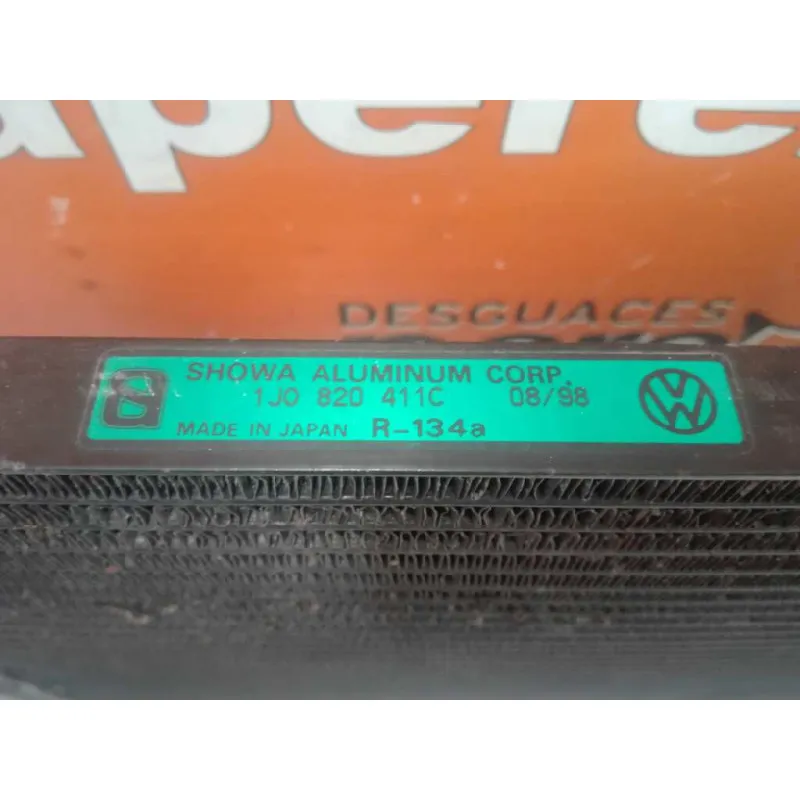 DESGUACES
SHOWA ALUMINUM CORP.
1J0 820 411C 08/98
MADE IN JAPAN R-134a